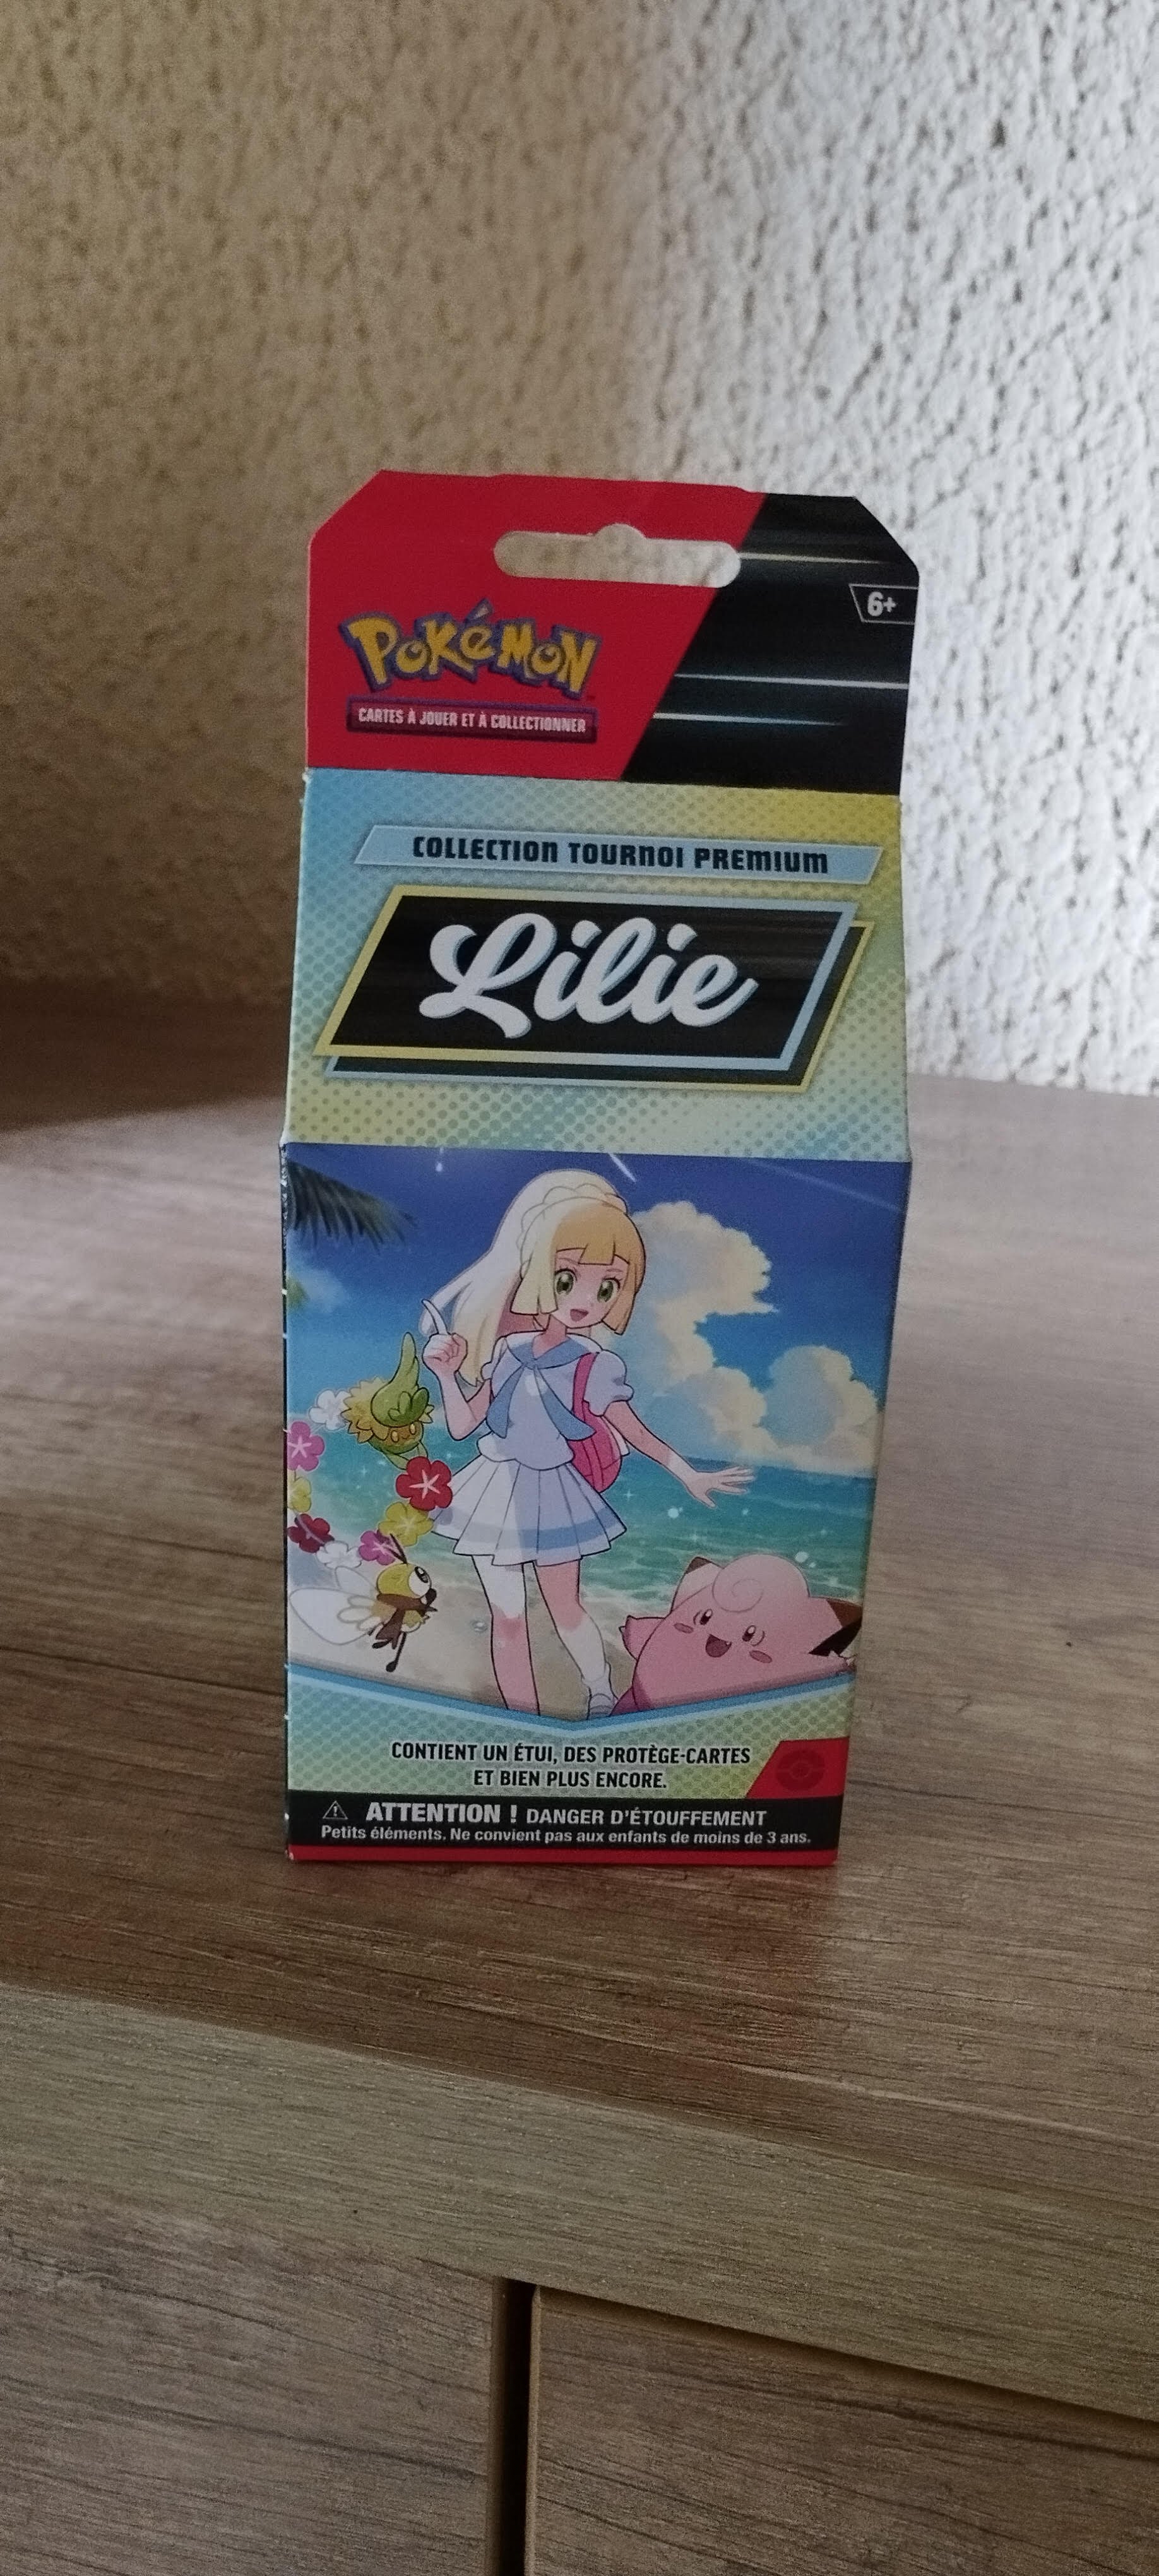 6+
POKéMON
CARTES À JOUER ET À COLLECTIONNER
COLLECTION TOURNOI PREMIUM
Lilie
CONTIENT UN ÉTUI, DES PROTÈGE-CARTES
ET BIEN PLUS ENCORE.
ATTENTION ! DANGER D'ÉTOUFFEMENT
Petits éléments. Ne convient pas aux enfants de moins de 3 ans.